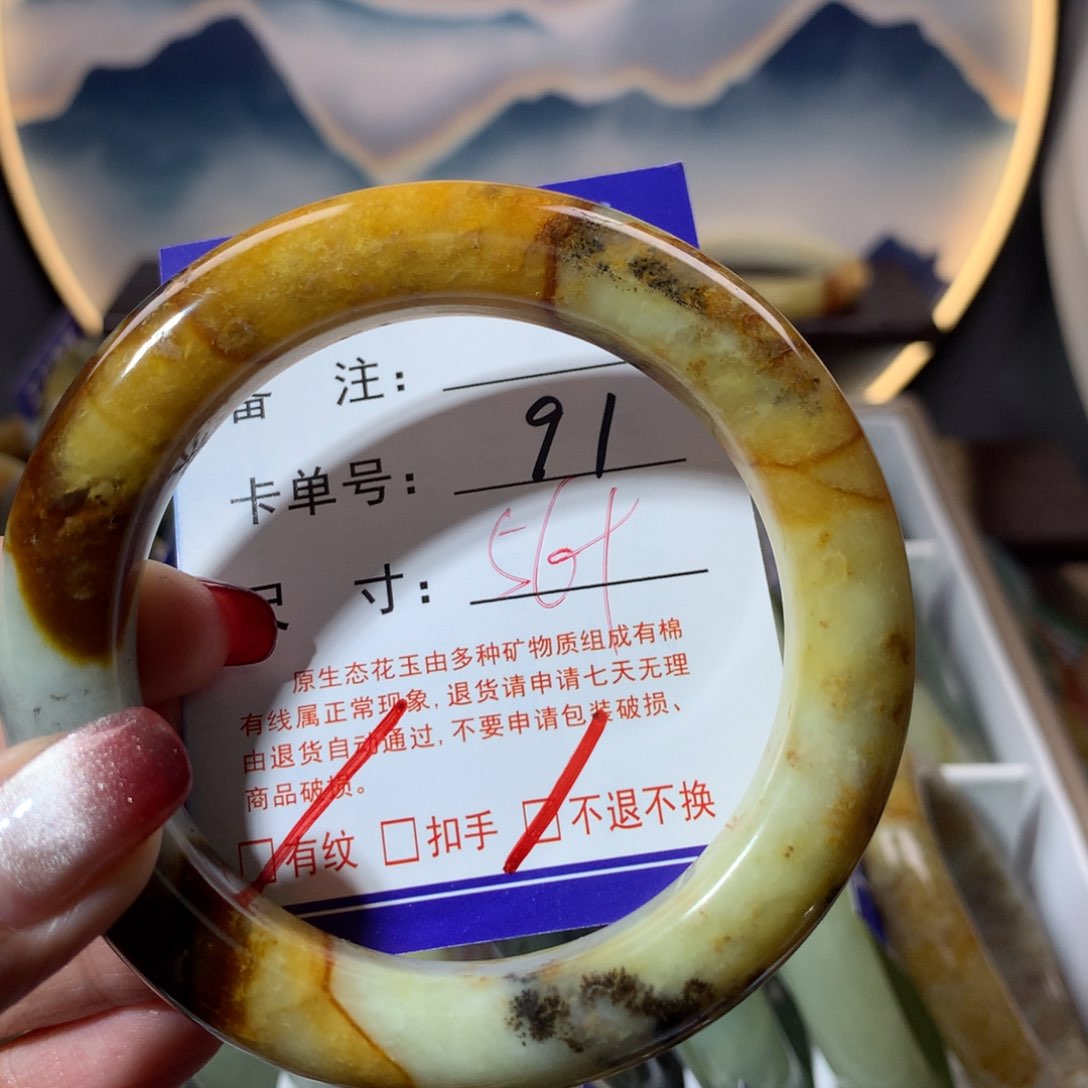 备 注：
卡单号： 91
尺 寸： 56
原生态花玉由多种矿物质组成有棉
有线属正常现象，退货请申请七天无理
由退货自动通过，不要申请包装破损、
商品破损。
□有纹 □扣手 □不退不换